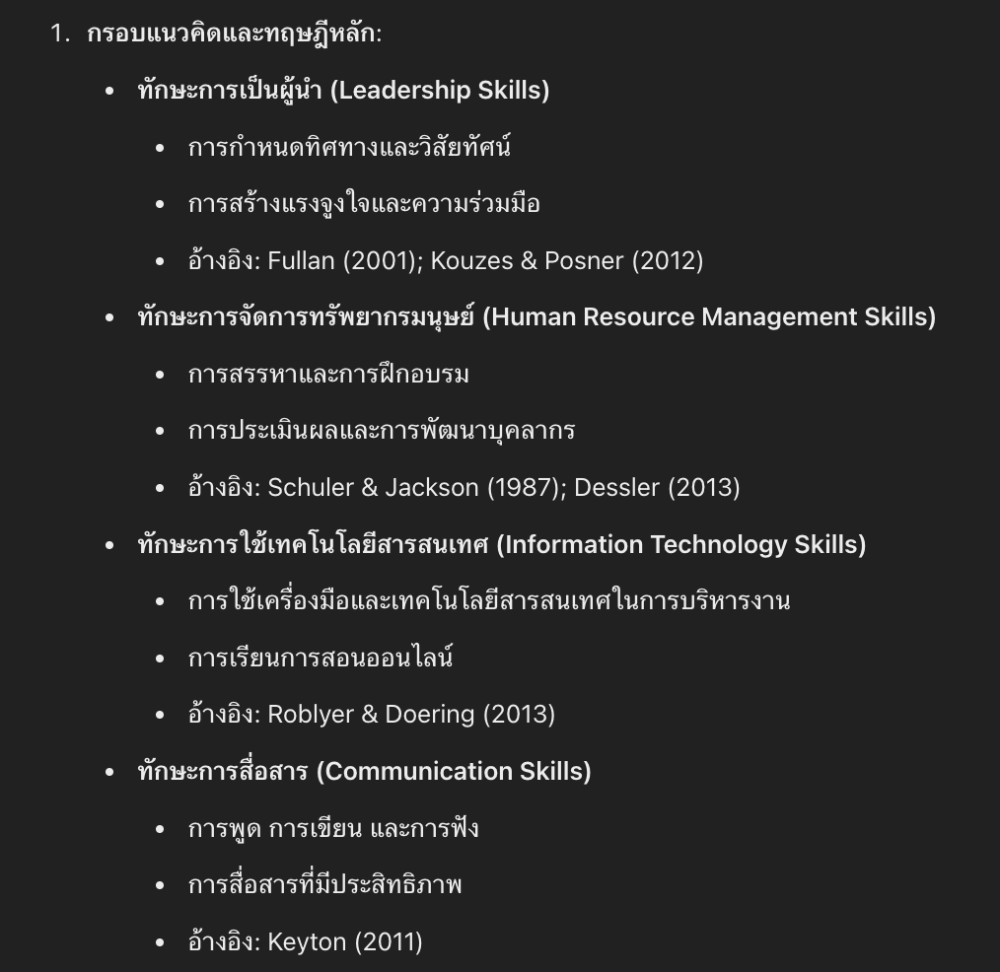 1. กรอบแนวคิดและทฤษฎีหลัก:
• ทักษะการเป็นผู้นำ (Leadership Skills)
• การกำหนดทิศทางและวิสัยทัศน์
• การสร้างแรงจูงใจและความร่วมมือ
• อ้างอิง: Fullan (2001); Kouzes & Posner (2012)
• ทักษะการจัดการทรัพยากรมนุษย์ (Human Resource Management Skills)
• การสรรหาและการฝึกอบรม
• การประเมินผลและการพัฒนาบุคลากร
• อ้างอิง: Schuler & Jackson (1987); Dessler (2013)
• ทักษะการใช้เทคโนโลยีสารสนเทศ (Information Technology Skills)
• การใช้เครื่องมือและเทคโนโลยีสารสนเทศในการบริหารงาน
• การเรียนการสอนออนไลน์
• อ้างอิง: Roblyer & Doering (2013)
• ทักษะการสื่อสาร (Communication Skills)
• การพูด การเขียน และการฟัง
• การสื่อสารที่มีประสิทธิภาพ
• อ้างอิง: Keyton (2011)